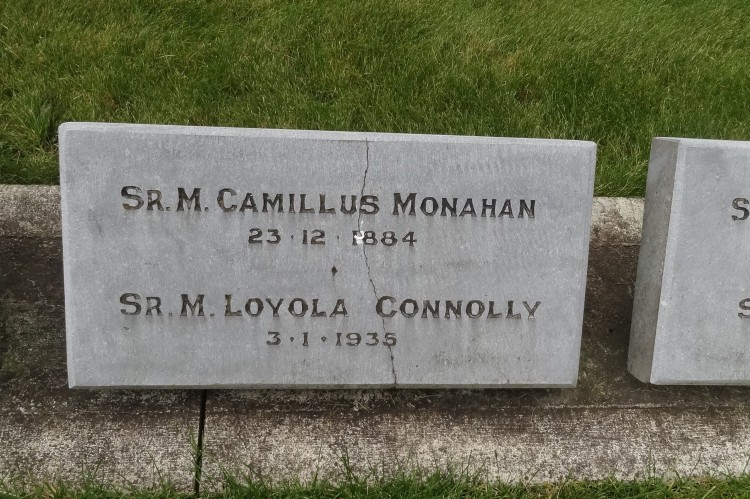 SR. M. CAMILLUS MONAHAN
23 · 12 · 1884
SR. M. LOYOLA CONNOLLY
3 · 1 · 1935
S
S